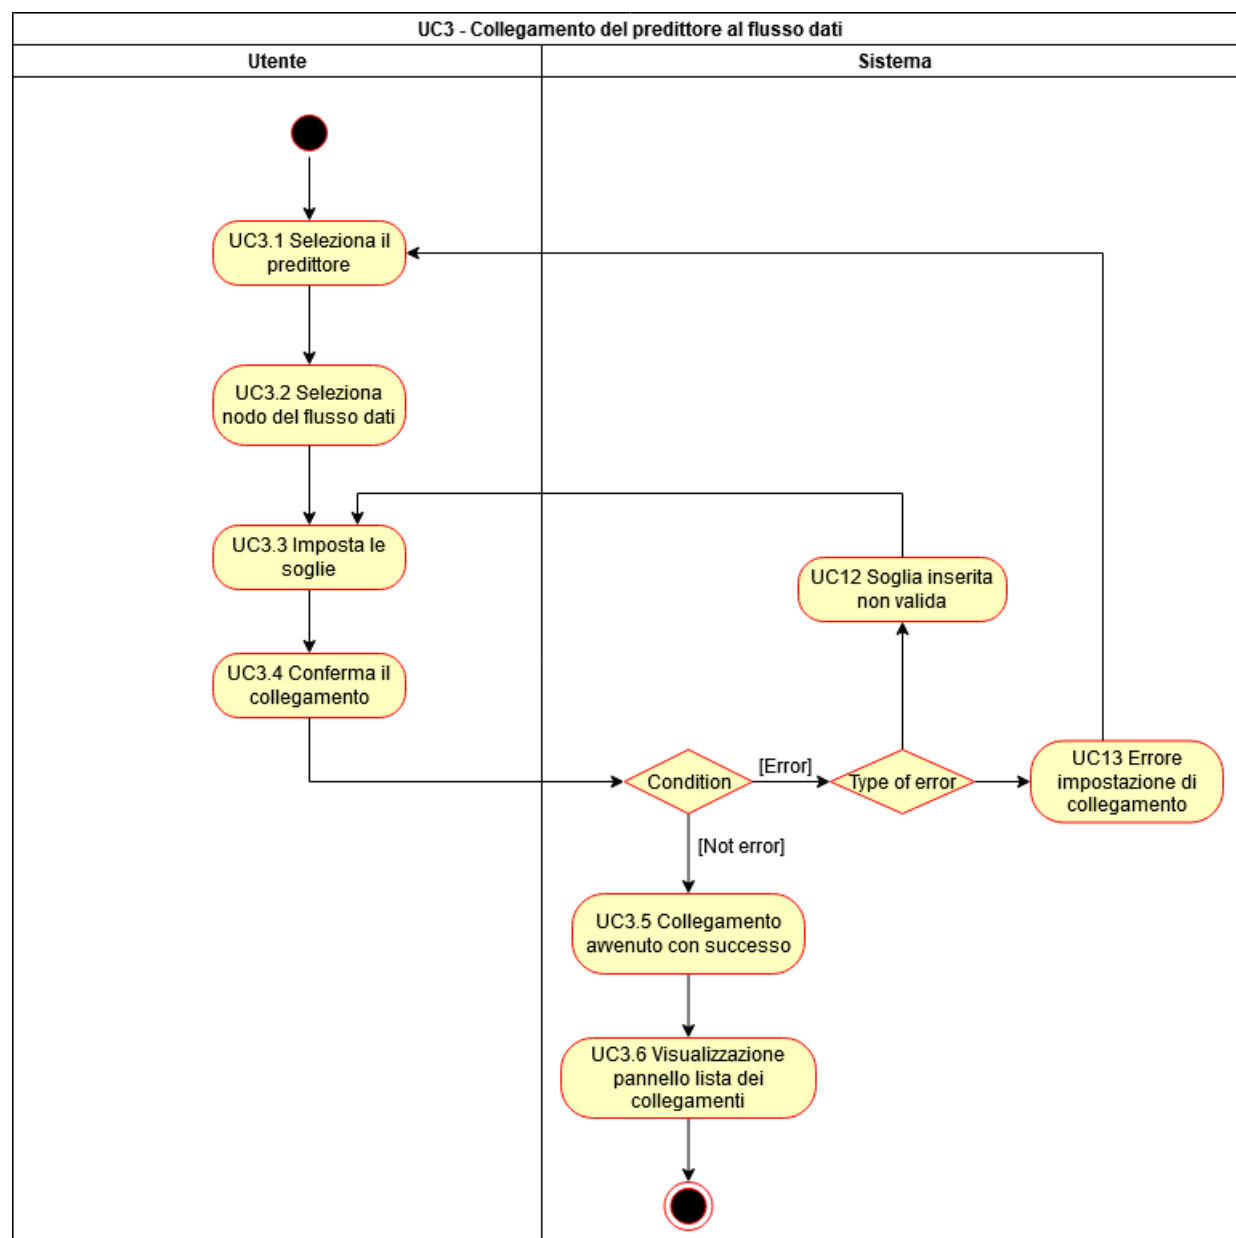 UC3 - Collegamento del predittore al flusso dati
Utente
Sistema
UC3.1 Seleziona il
predittore
UC3.2 Seleziona
nodo del flusso dati
UC3.3 Imposta le
soglie
UC12 Soglia inserita
non valida
UC3.4 Conferma il
collegamento
Condition
[Error]
Type of error
UC13 Errore
impostazione di
collegamento
[Not error]
UC3.5 Collegamento
avvenuto con successo
UC3.6 Visualizzazione
pannello lista dei
collegamenti